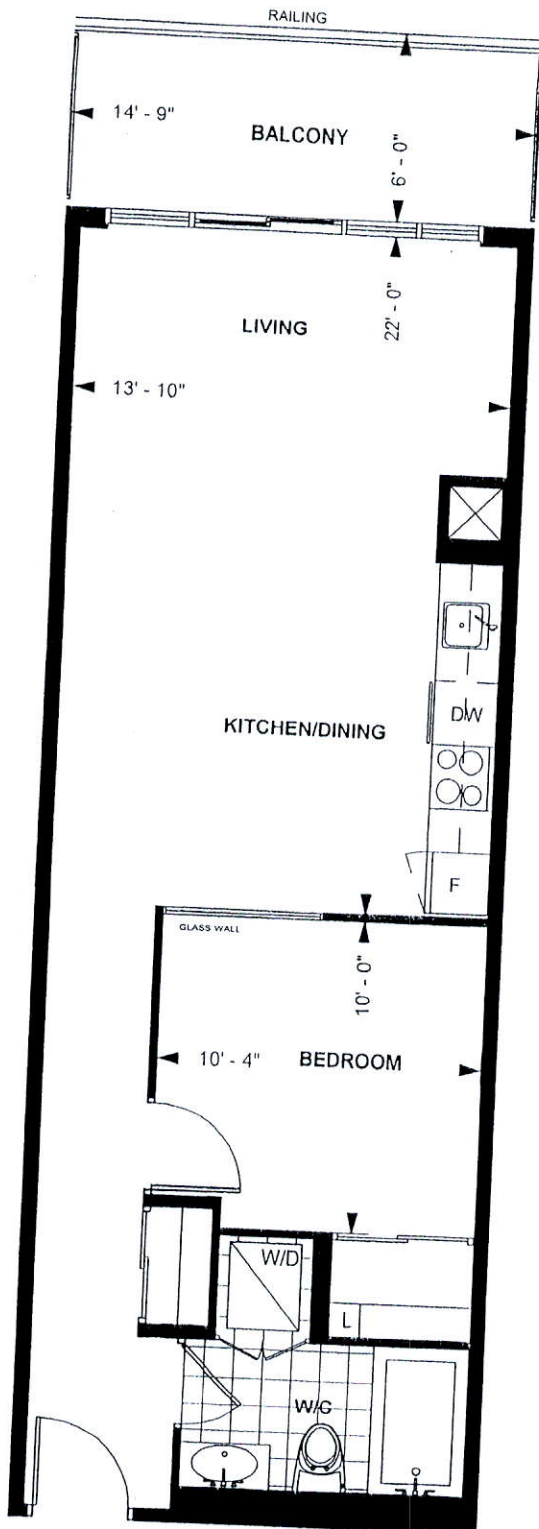 RAILING
14' - 9"
BALCONY
6' - 0"
LIVING
22' - 0"
13' - 10"
DW
KITCHEN/DINING
F
GLASS WALL
10' - 0"
10' - 4"
BEDROOM
W/D
L
W/C